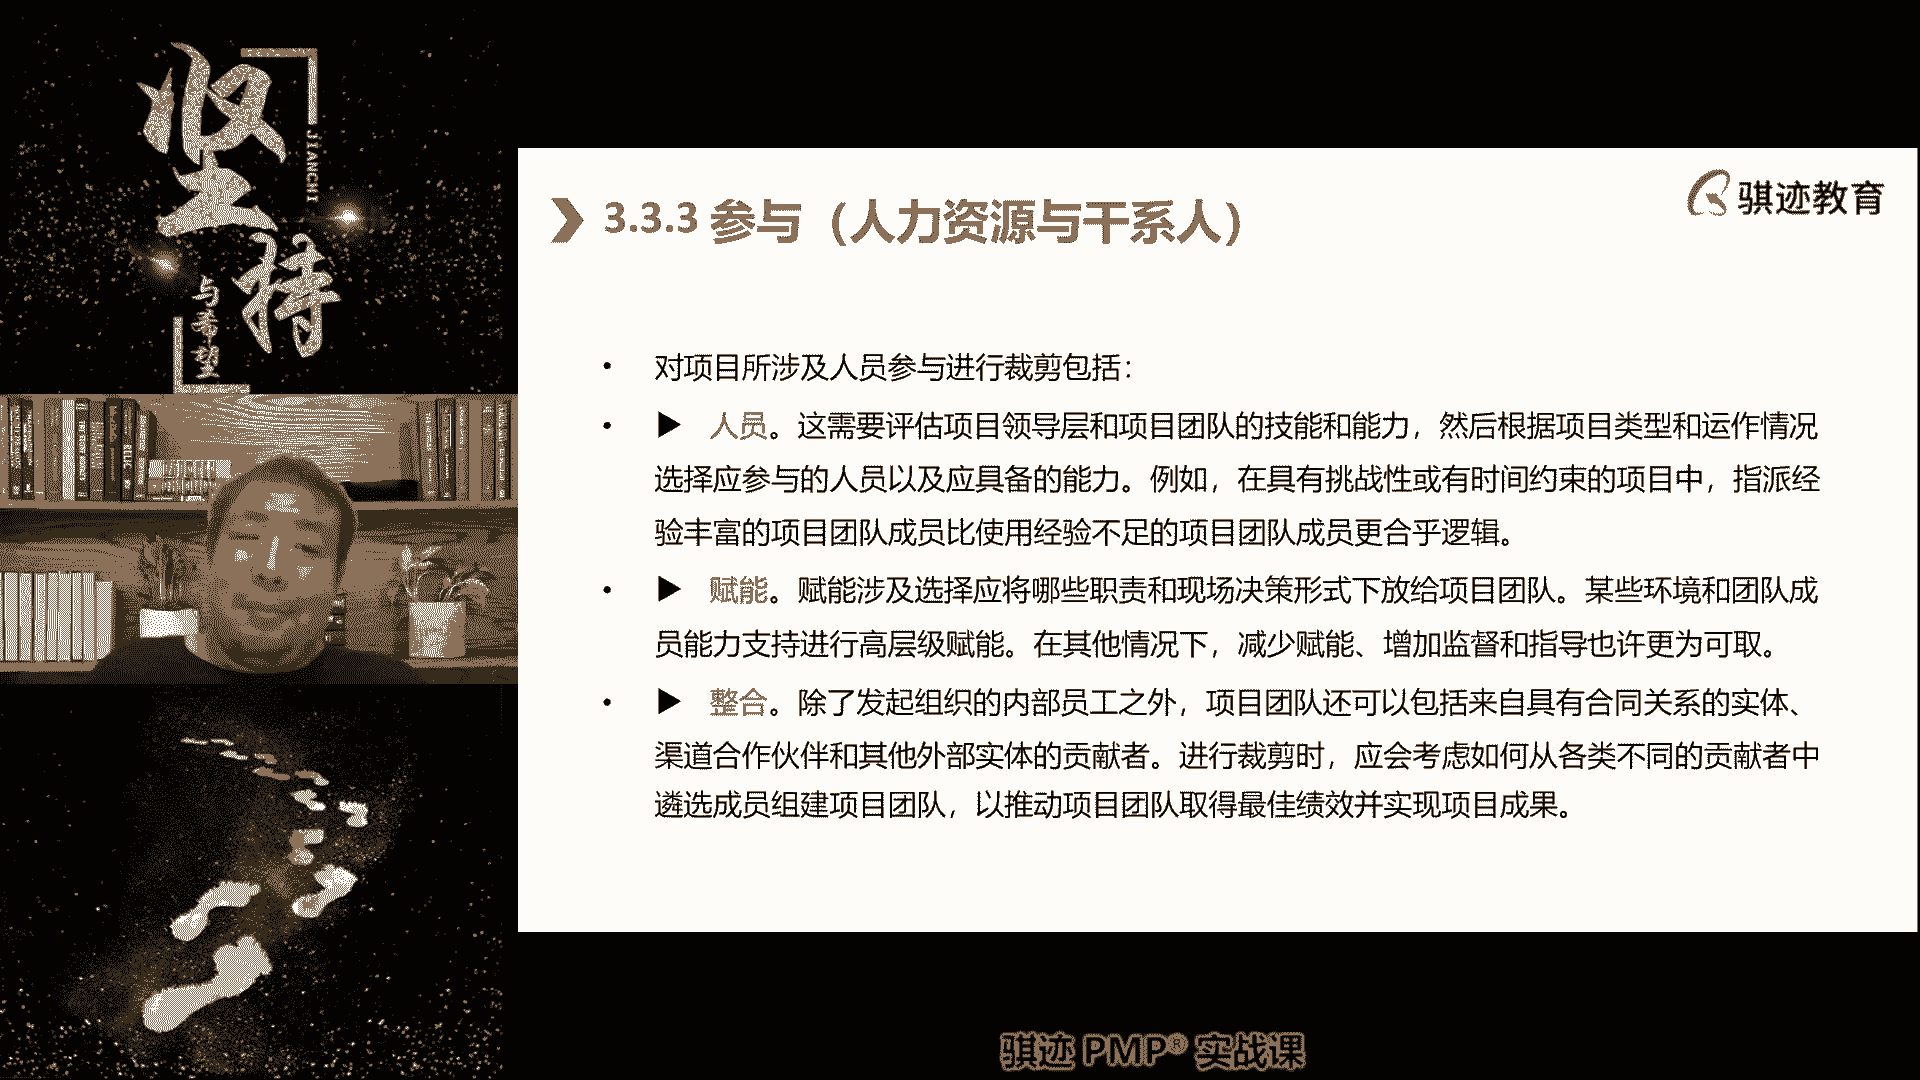 坚持
JIANCHI
与希望
骐迹教育
3.3.3 参与（人力资源与干系人）
• 对项目所涉及人员参与进行裁剪包括：
• ▶ 人员。这需要评估项目领导层和项目团队的技能和能力，然后根据项目类型和运作情况
选择应参与的人员以及应具备的能力。例如，在具有挑战性或有时间约束的项目中，指派经
验丰富的项目团队成员比使用经验不足的项目团队成员更合乎逻辑。
• ▶ 赋能。赋能涉及选择应将哪些职责和现场决策形式下放给项目团队。某些环境和团队成
员能力支持进行高层级赋能。在其他情况下，减少赋能、增加监督和指导也许更为可取。
• ▶ 整合。除了发起组织的内部员工之外，项目团队还可以包括来自具有合同关系的实体、
渠道合作伙伴和其他外部实体的贡献者。进行裁剪时，应会考虑如何从各类不同的贡献者中
遴选成员组建项目团队，以推动项目团队取得最佳绩效并实现项目成果。
骐迹 PMP® 实战课